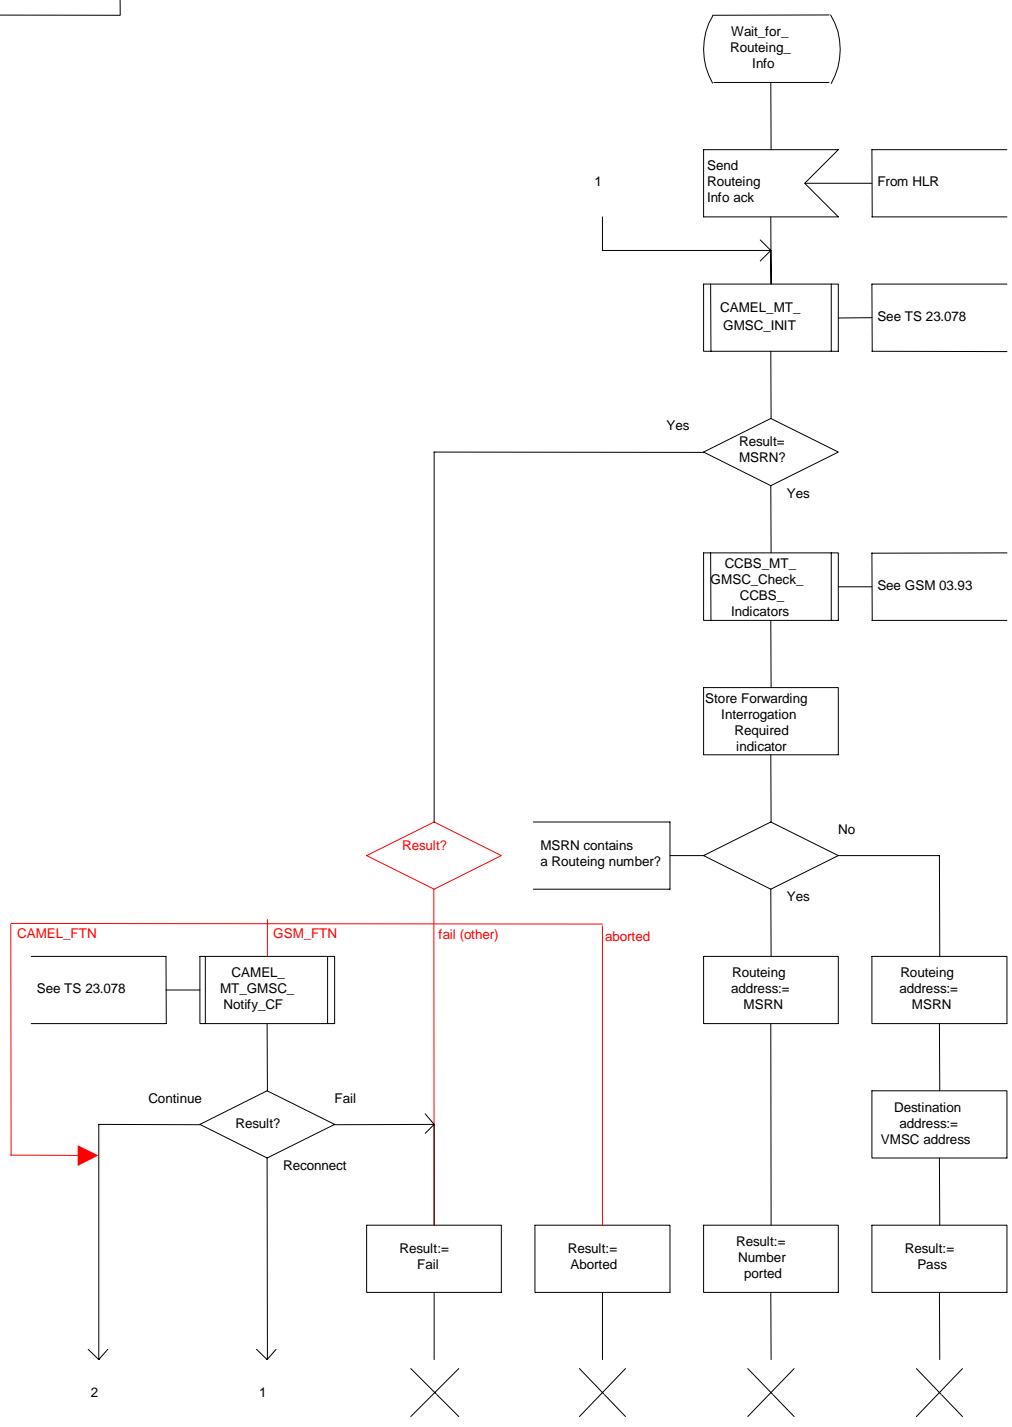 Wait_for_
Routeing_
Info
Send
Routeing
Info ack
From HLR
1
CAMEL_MT_
GMSC_INIT
See TS 23.078
Yes
Result=
MSRN?
Yes
CCBS_MT_
GMSC_Check_
CCBS_
Indicators
See GSM 03.93
Store Forwarding
Interrogation
Required
indicator
Result?
MSRN contains
a Routeing number?
No
Yes
CAMEL_FTN
GSM_FTN
fail (other)
aborted
See TS 23.078
CAMEL_
MT_GMSC_
Notify_CF
Routeing
address:=
MSRN
Routeing
address:=
MSRN
Continue
Result?
Fail
Reconnect
Destination
address:=
VMSC address
Result:=
Fail
Result:=
Aborted
Result:=
Number
ported
Result:=
Pass
2
1